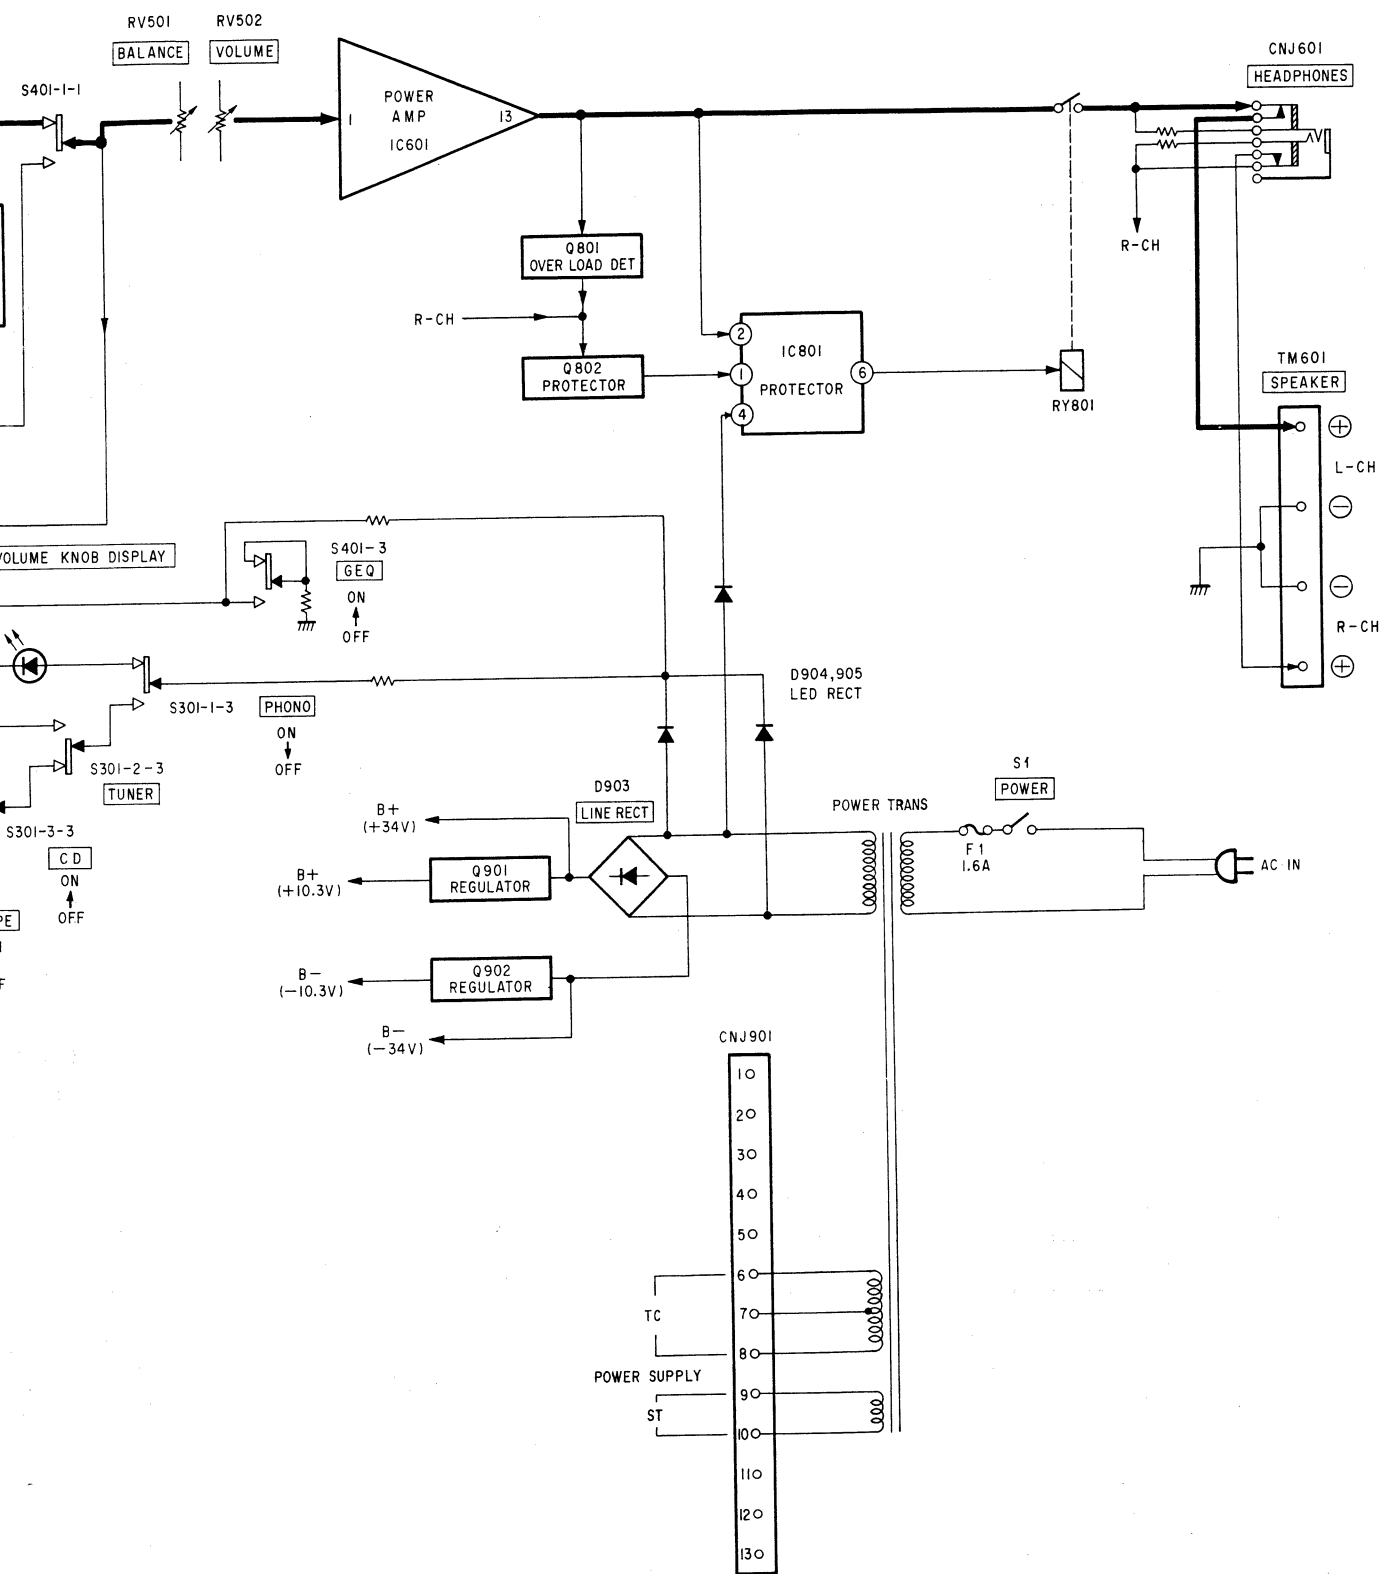 RV501
RV502
BALANCE
VOLUME
CNJ601
HEADPHONES
S401-1-1
POWER
AMP
IC601
1
13
R-CH
Q801
OVER LOAD DET
R-CH
Q802
PROTECTOR
2
1
4
IC801
PROTECTOR
6
RY801
TM601
SPEAKER
+
L-CH
−
−
R-CH
+
VOLUME KNOB DISPLAY
S401-3
GEQ
ON
OFF
D904,905
LED RECT
S301-1-3
PHONO
ON
OFF
S301-2-3
TUNER
S301-3-3
CD
ON
OFF
PE
F
D903
LINE RECT
B+
(+34V)
Q901
REGULATOR
B+
(+10.3V)
Q902
REGULATOR
B−
(−10.3V)
B−
(−34V)
POWER TRANS
S1
POWER
F1
1.6A
AC IN
CNJ901
1
2
3
4
5
6
7
8
9
10
11
12
13
TC
POWER SUPPLY
ST